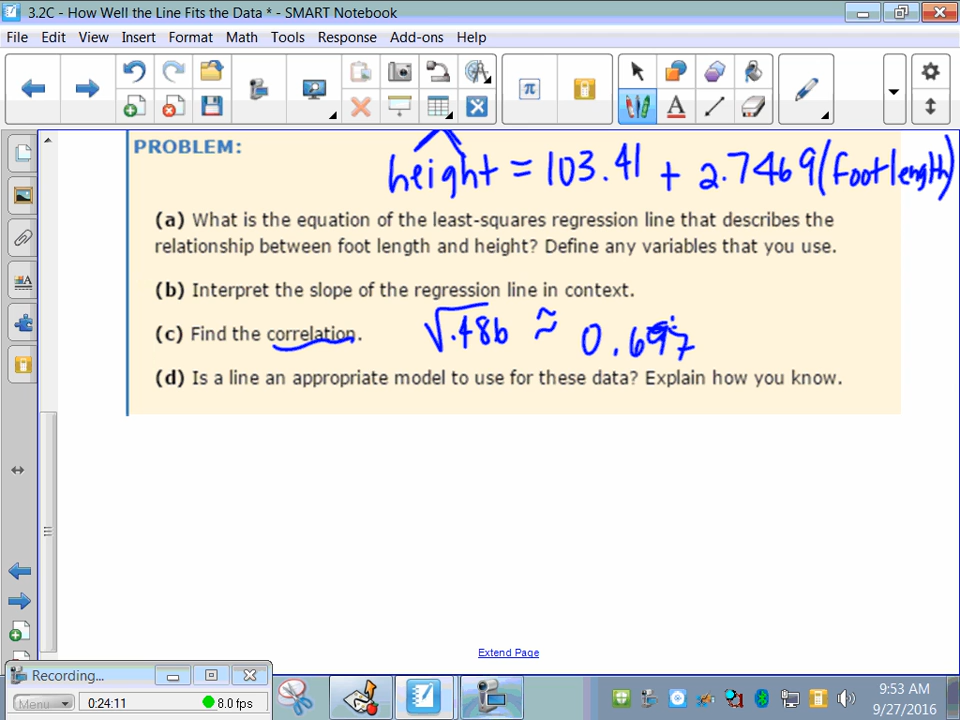 3.2C - How Well the Line Fits the Data * - SMART Notebook
File Edit View Insert Format Math Tools Response Add-ons Help
PROBLEM:
height = 103.41 + 2.7469(foot length)
(a) What is the equation of the least-squares regression line that describes the
relationship between foot length and height? Define any variables that you use.
(b) Interpret the slope of the regression line in context.
(c) Find the correlation. √.486 ≈ 0.697
(d) Is a line an appropriate model to use for these data? Explain how you know.
Extend Page
Recording...
Menu 0:24:11 8.0 fps
9:53 AM
9/27/2016